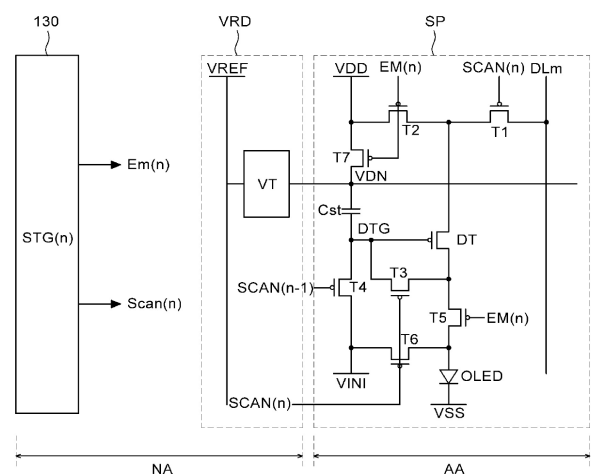 130
VRD
SP
VREF
VDD
EM(n)
SCAN(n)
DLm
T2
T1
T7
VDN
Em(n)
VT
Cst
STG(n)
DTG
DT
SCAN(n-1)
T4
T3
Scan(n)
T5
EM(n)
T6
VINI
OLED
SCAN(n)
VSS
NA
AA